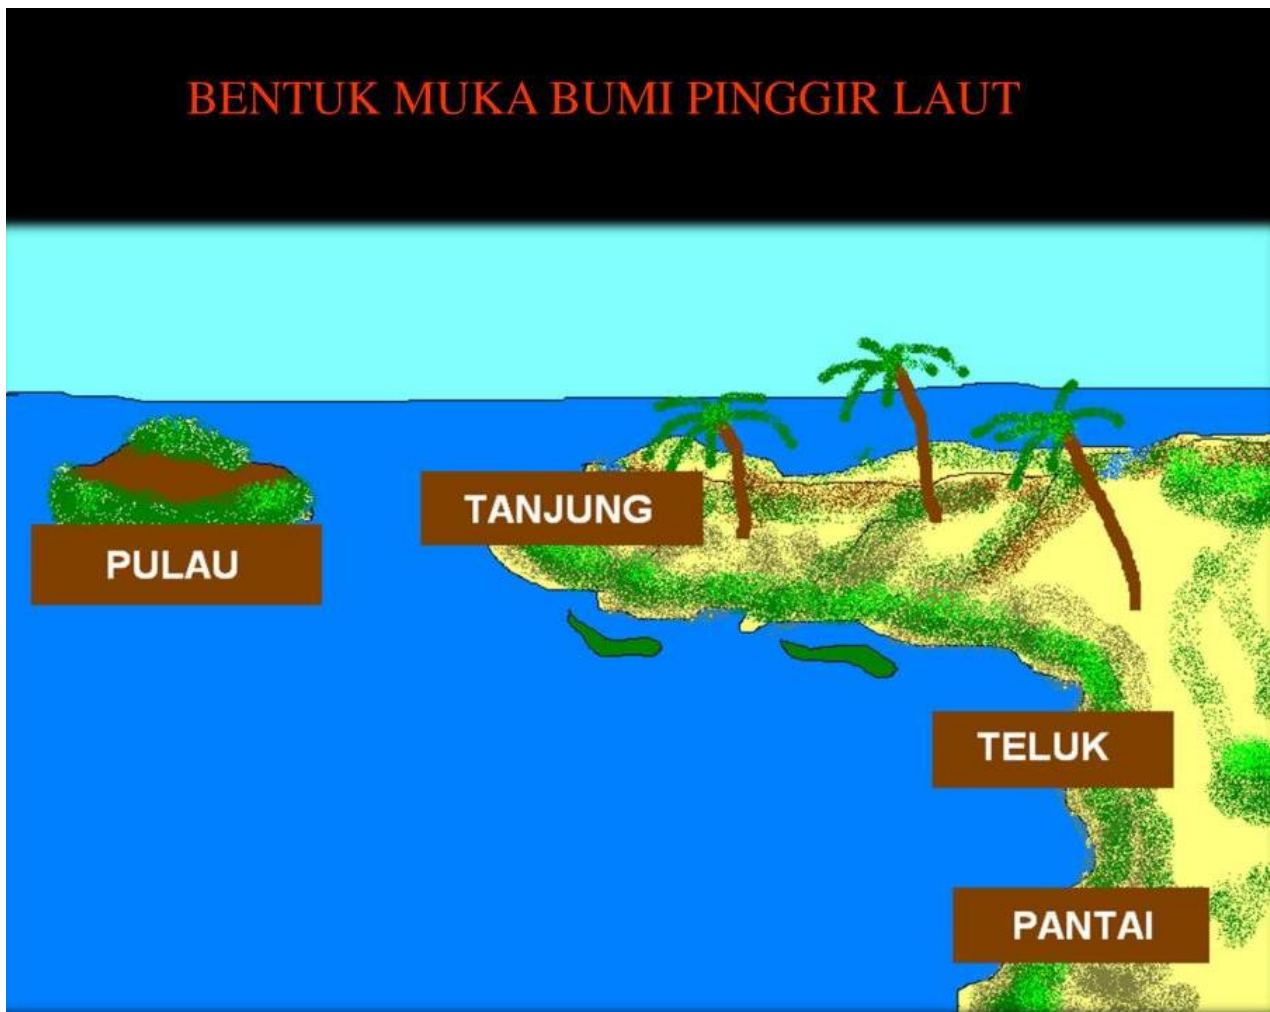 BENTUK MUKA BUMI PINGGIR LAUT
TANJUNG
PULAU
TELUK
PANTAI